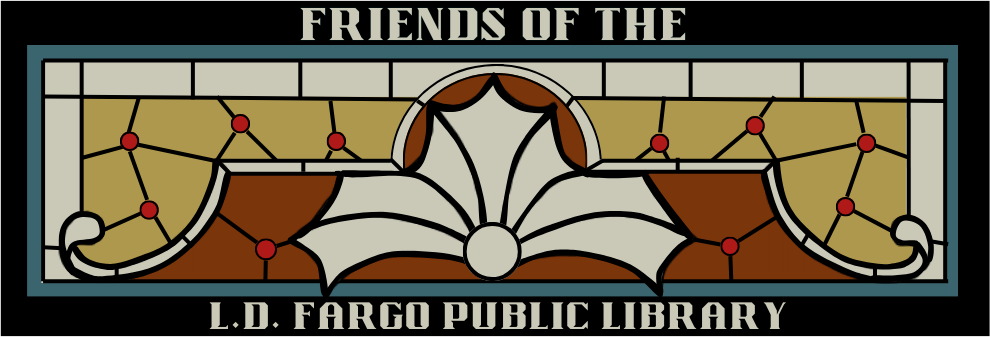 FRIENDS OF THE
L.D. FARGO PUBLIC LIBRARY